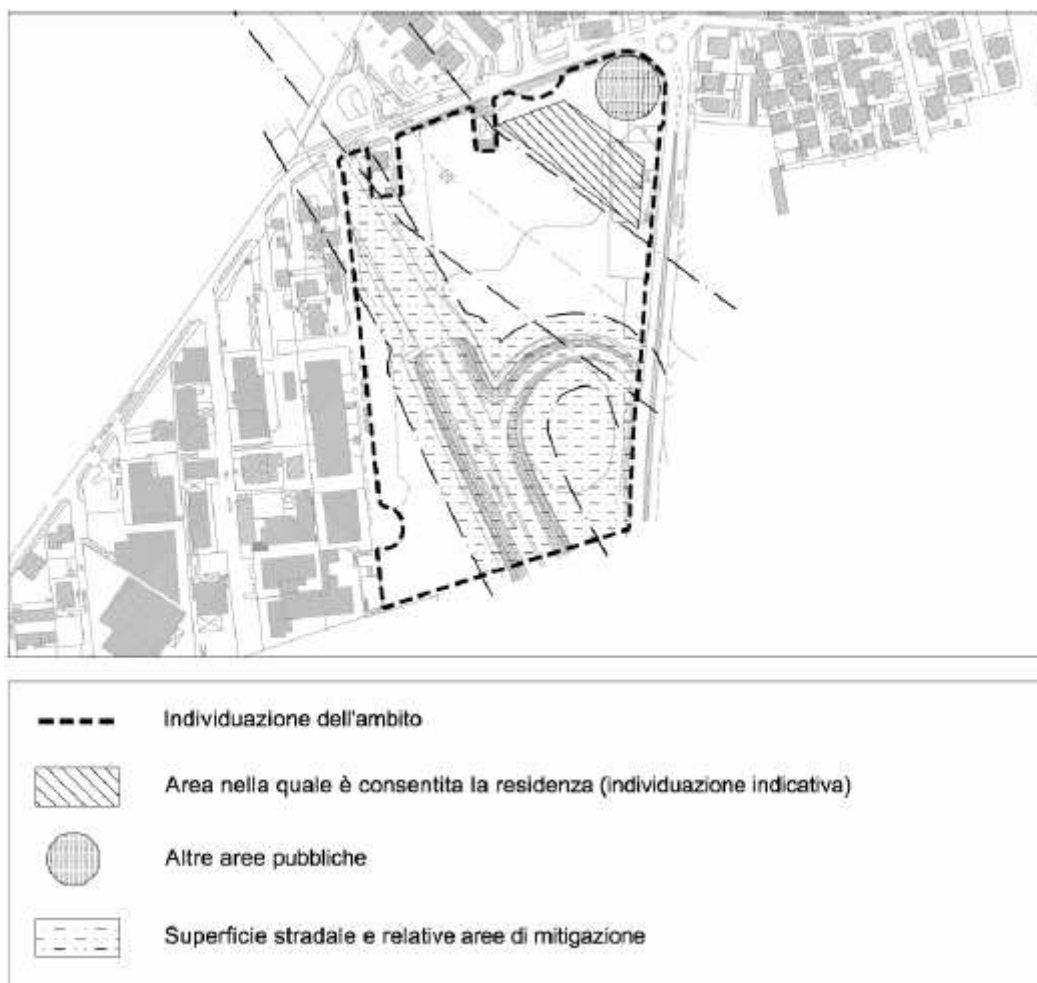 Individuazione dell'ambito
Area nella quale è consentita la residenza (individuazione indicativa)
Altre aree pubbliche
Superficie stradale e relative aree di mitigazione